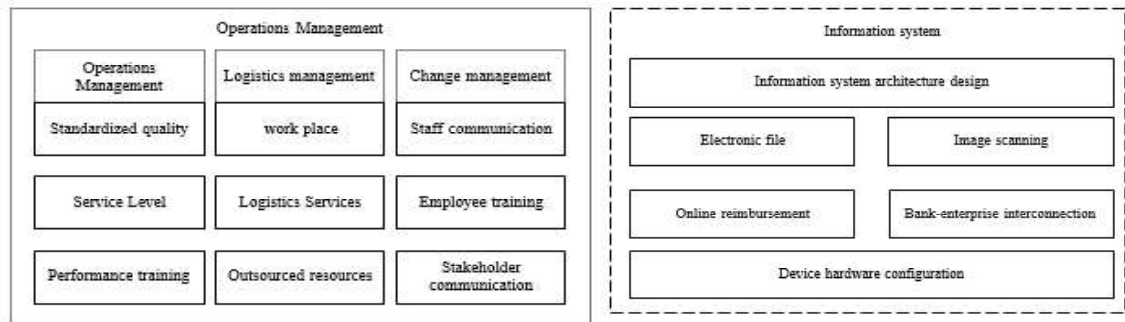 Operations Management
Operations
Management
Logistics management
Change management
Standardized quality
work place
Staff communication
Service Level
Logistics Services
Employee training
Performance training
Outsourced resources
Stakeholder
communication
Information system
Information system architecture design
Electronic file
Image scanning
Online reimbursement
Bank-enterprise interconnection
Device hardware configuration